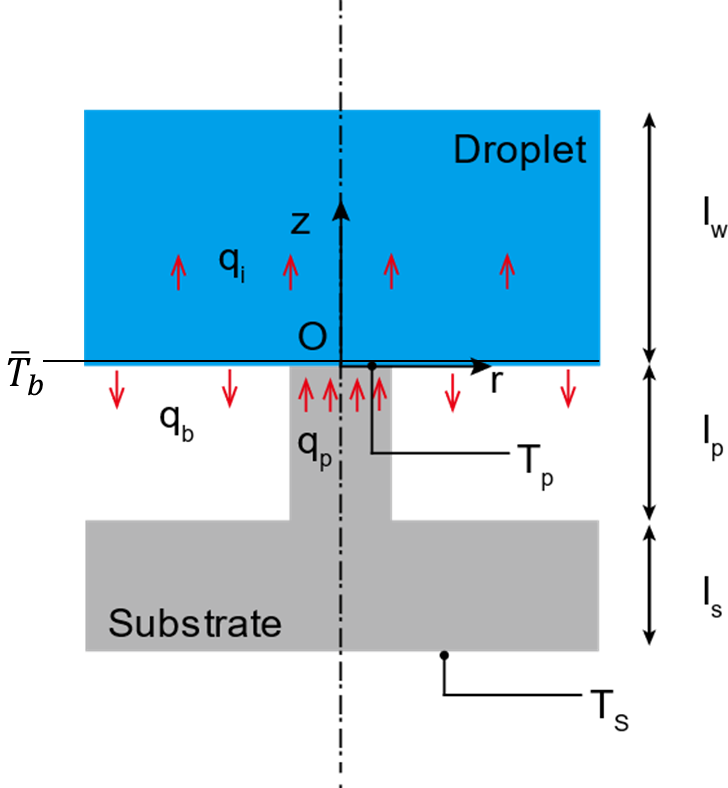 Droplet
l_w
z
q_i
O
T̄_b
r
q_b
q_p
l_p
T_p
l_s
Substrate
T_S